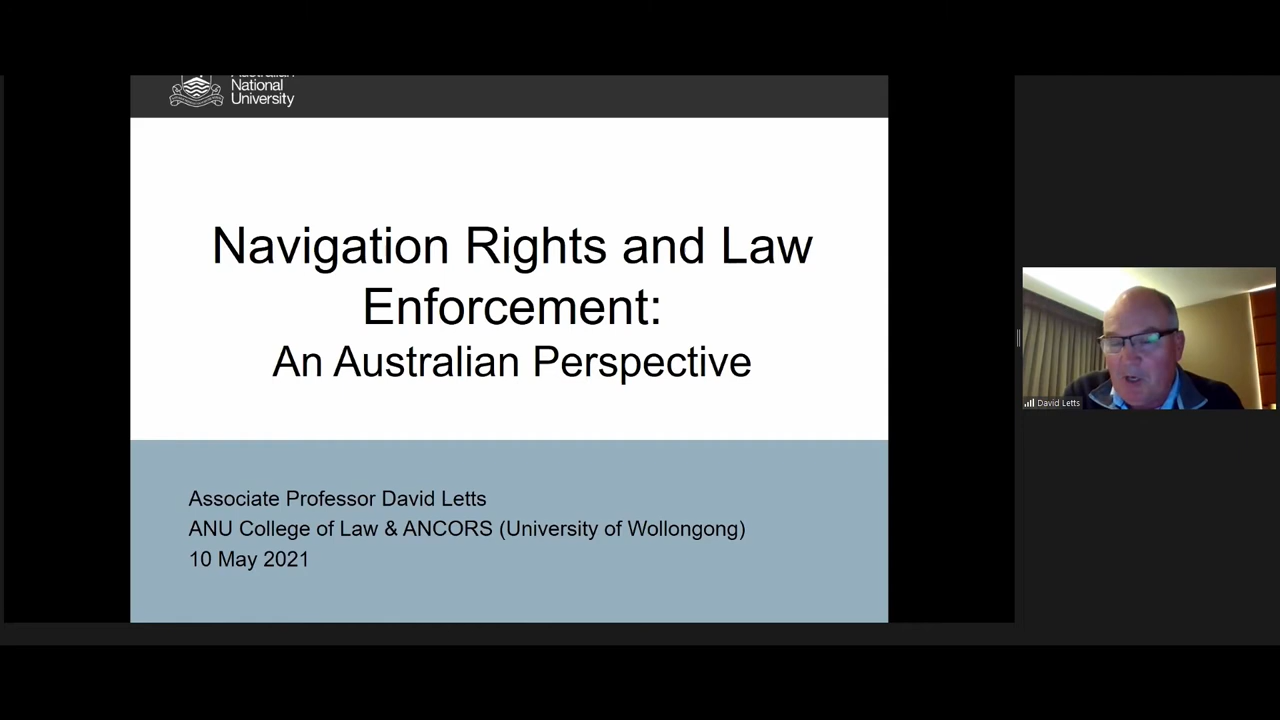 Australian
National
University
Navigation Rights and Law
Enforcement:
An Australian Perspective
Associate Professor David Letts
ANU College of Law & ANCORS (University of Wollongong)
10 May 2021
David Letts